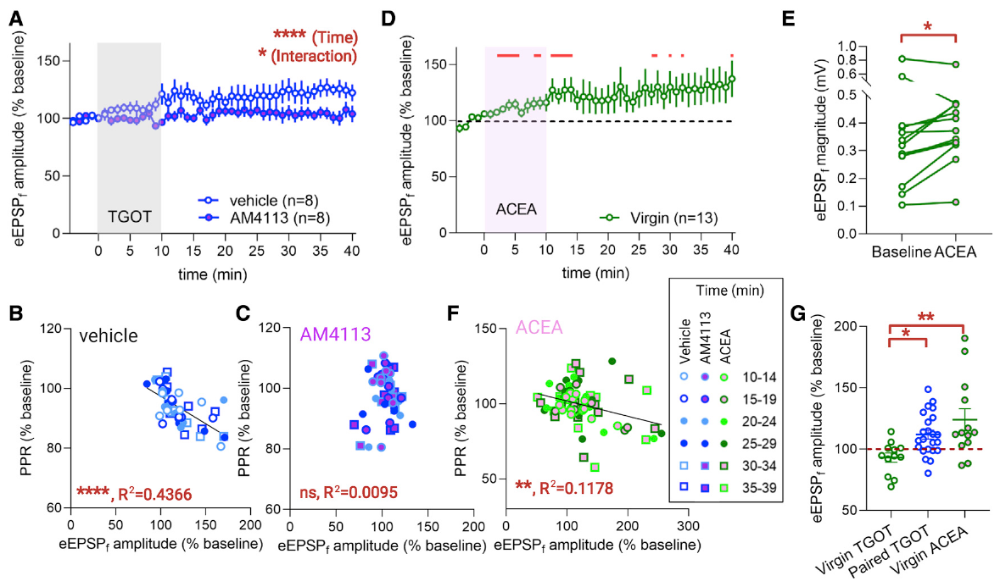 A
**** (Time)
* (Interaction)
eEPSPf amplitude (% baseline)
150
100
50
0
TGOT
vehicle (n=8)
AM4113 (n=8)
0 5 10 15 20 25 30 35 40
time (min)
D
eEPSPf amplitude (% baseline)
150
100
50
0
ACEA
Virgin (n=13)
0 5 10 15 20 25 30 35 40
time (min)
E
*
eEPSPf magnitude (mV)
1.0
0.8
0.6
0.5
0.4
0.3
0.2
0.1
0.0
Baseline ACEA
B
vehicle
PPR (% baseline)
120
100
80
60
****, R²=0.4366
0 50 100 150 200
eEPSPf amplitude (% baseline)
C
AM4113
PPR (% baseline)
120
100
80
60
ns, R²=0.0095
0 50 100 150 200
eEPSPf amplitude (% baseline)
F
ACEA
PPR (% baseline)
150
100
50
**, R²=0.1178
0 100 200 300
eEPSPf amplitude (% baseline)
Time (min)
Vehicle
AM4113
ACEA
10-14
15-19
20-24
25-29
30-34
35-39
G
**
*
eEPSPf amplitude (% baseline)
200
150
100
50
Virgin TGOT
Paired TGOT
Virgin ACEA